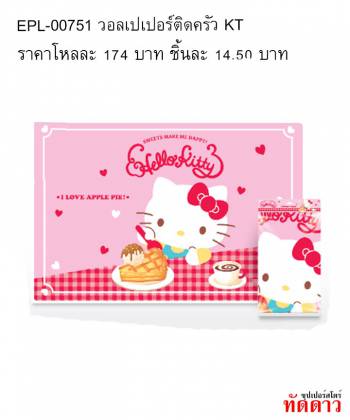 EPL-00751 วอลเปเปอร์ติดครัว KT
ราคาโหลละ 174 บาท ชิ้นละ 14.50 บาท
SWEETS MAKE ME HAPPY!
Hello Kitty
• I LOVE APPLE PIE! •
ซุปเปอร์สโตร์
ทัดดาว